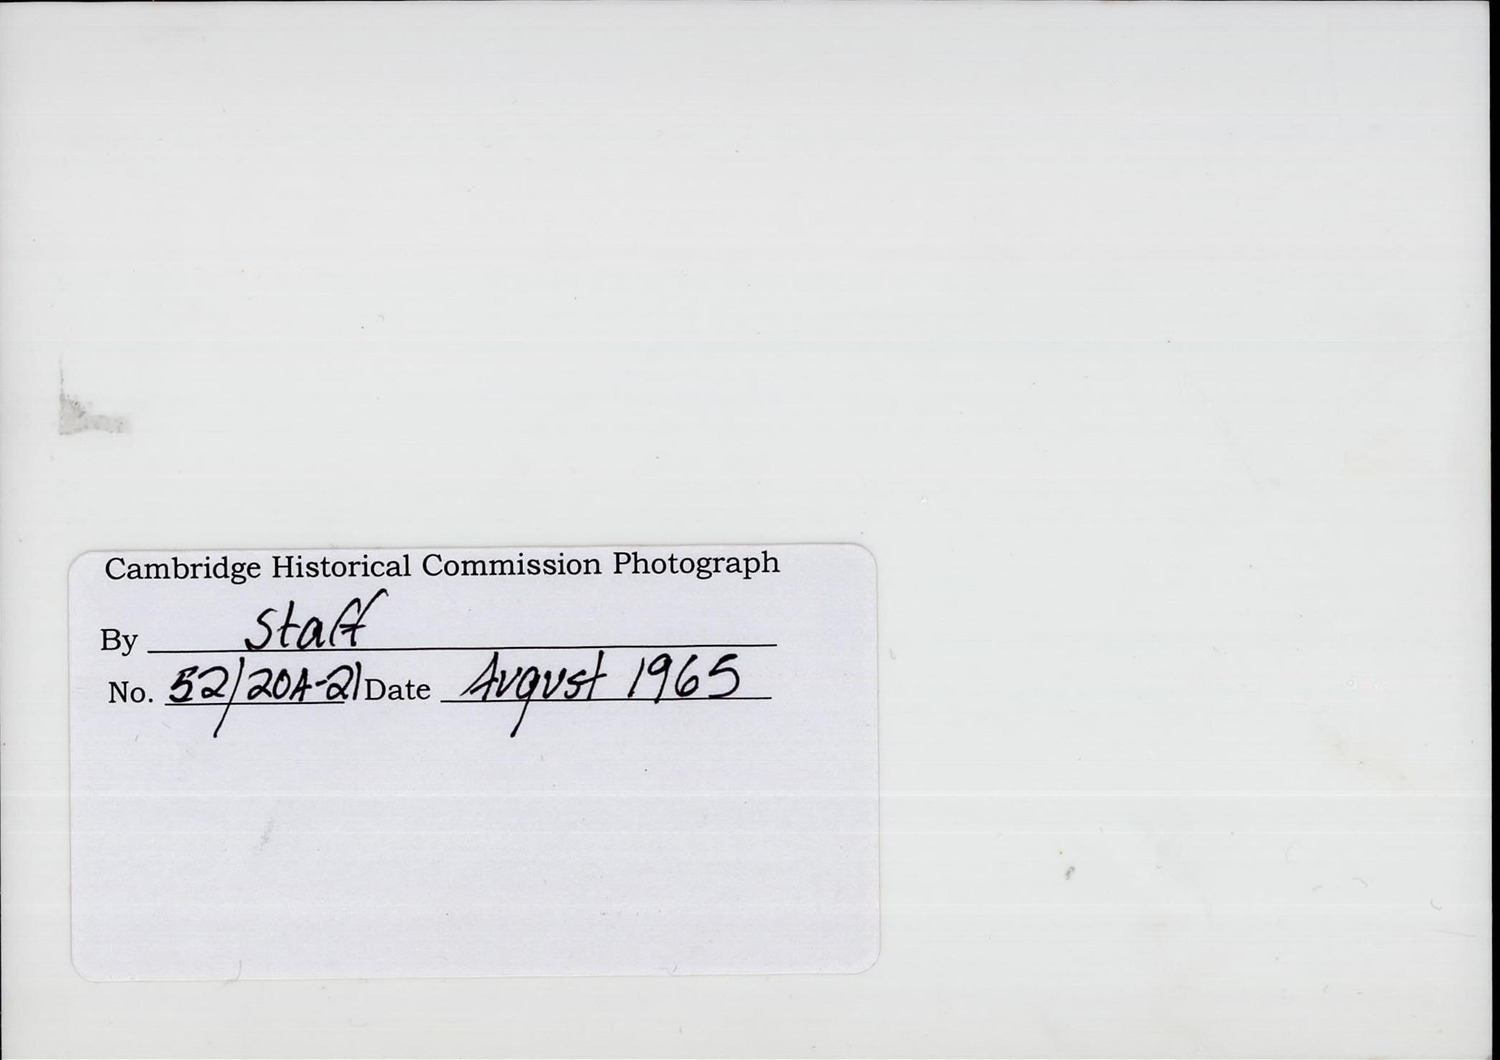 Cambridge Historical Commission Photograph
By Staff
No. 52/20A-21 Date August 1965